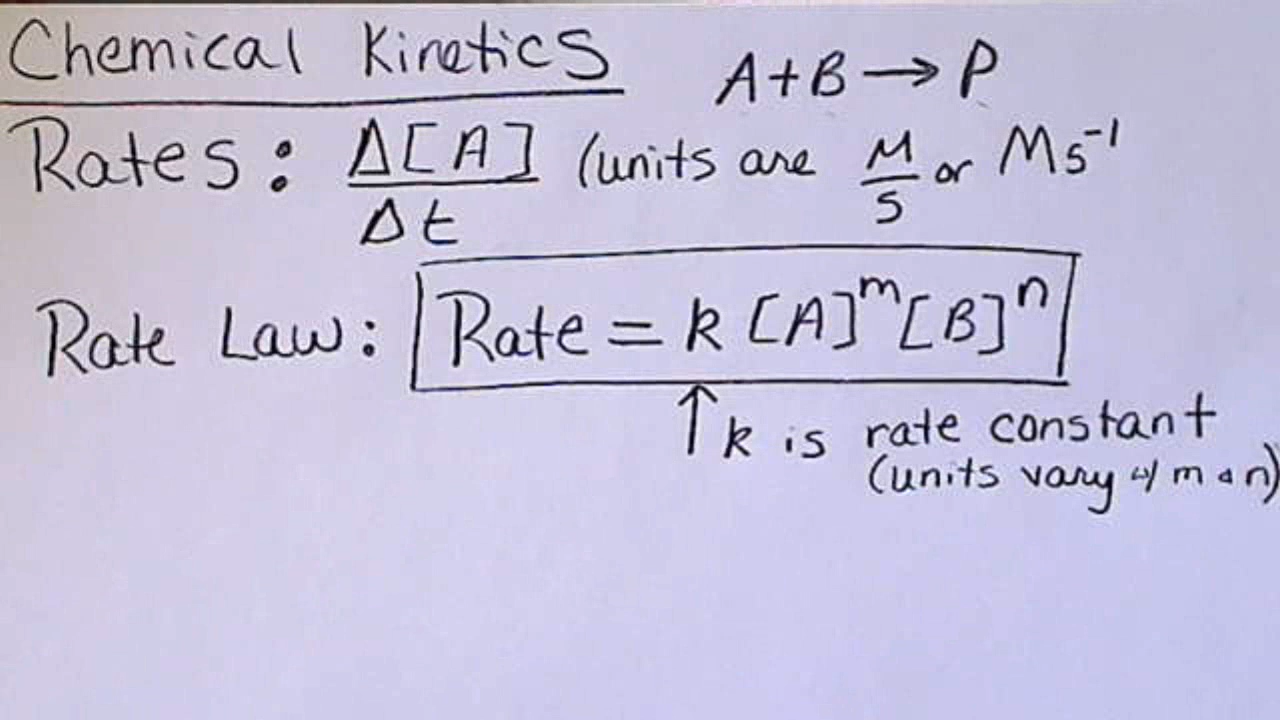 Chemical Kinetics
A+B → P
Rates: Δ[A]/Δt (units are M/s or Ms⁻¹
Rate Law: Rate = k [A]ᵐ[B]ⁿ
↑ k is rate constant
(units vary w/ m & n)